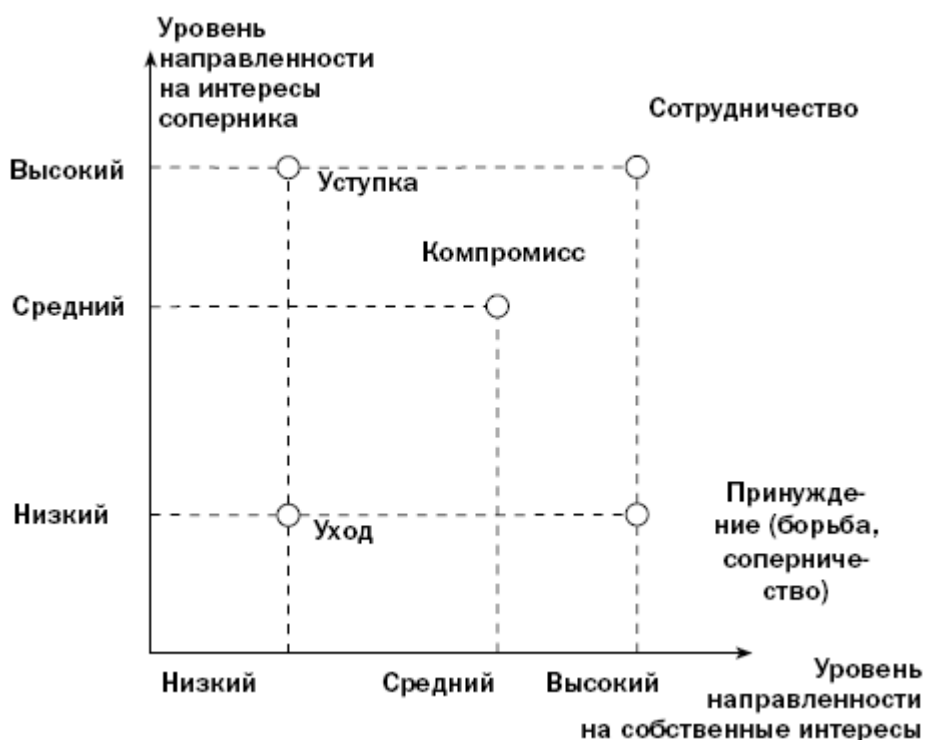 Уровень
направленности
на интересы
соперника
Сотрудничество
Высокий
Уступка
Компромисс
Средний
Низкий
Уход
Принужде-
ние (борьба,
соперниче-
ство)
Низкий
Средний
Высокий
Уровень
направленности
на собственные интересы